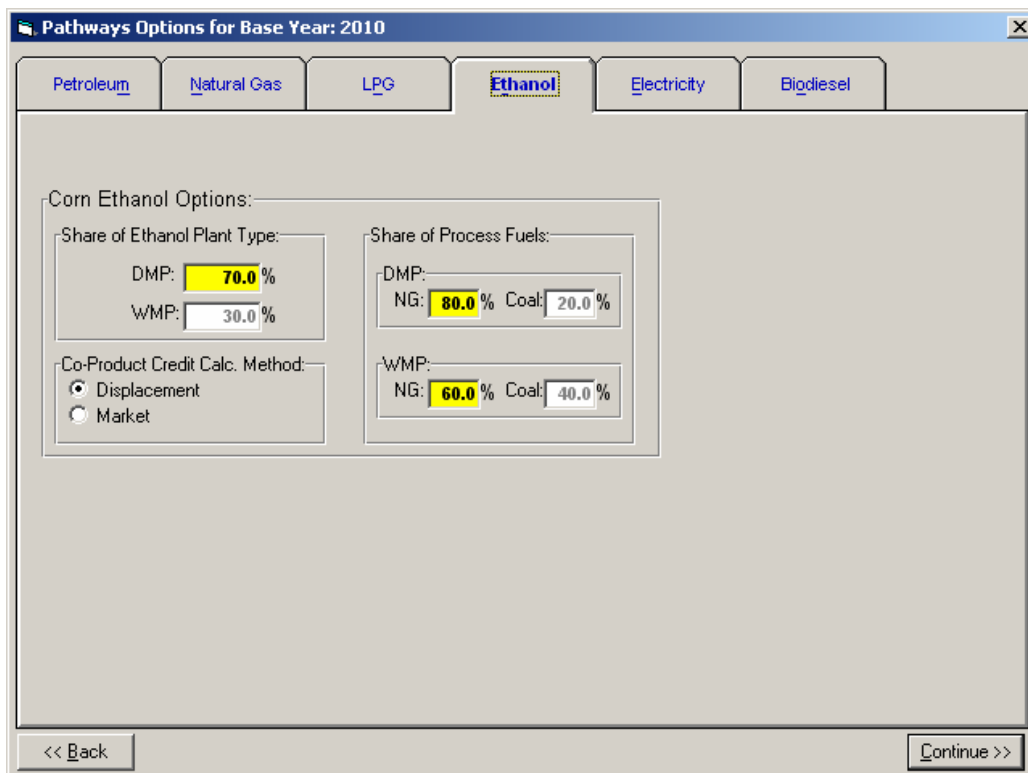 Pathways Options for Base Year: 2010
Petroleum Natural Gas LPG Ethanol Electricity Biodiesel
Corn Ethanol Options:
Share of Ethanol Plant Type:
DMP: 70.0 %
WMP: 30.0 %
Co-Product Credit Calc. Method:
Displacement
Market
Share of Process Fuels:
DMP:
NG: 80.0 % Coal: 20.0 %
WMP:
NG: 60.0 % Coal: 40.0 %
<< Back Continue >>